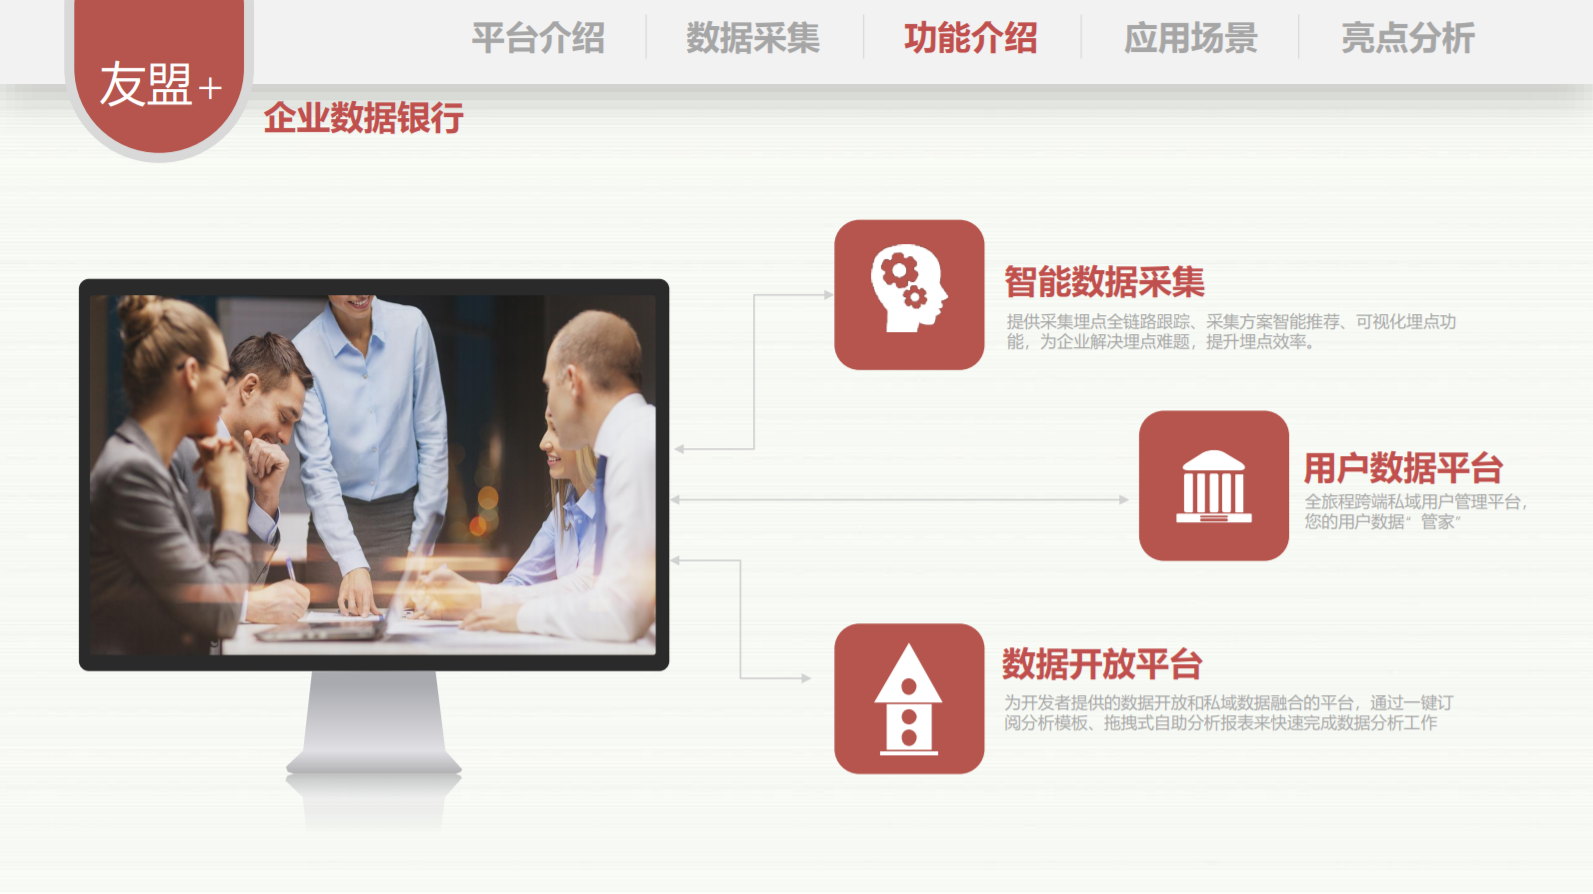 友盟+
平台介绍
数据采集
功能介绍
应用场景
亮点分析
企业数据银行
智能数据采集
提供采集埋点全链路跟踪、采集方案智能推荐、可视化埋点功
能，为企业解决埋点难题，提升埋点效率。
用户数据平台
全旅程跨端私域用户管理平台，
您的用户数据“管家”
数据开放平台
为开发者提供的数据开放和私域数据融合的平台，通过一键订
阅分析模板、拖拽式自助分析报表来快速完成数据分析工作